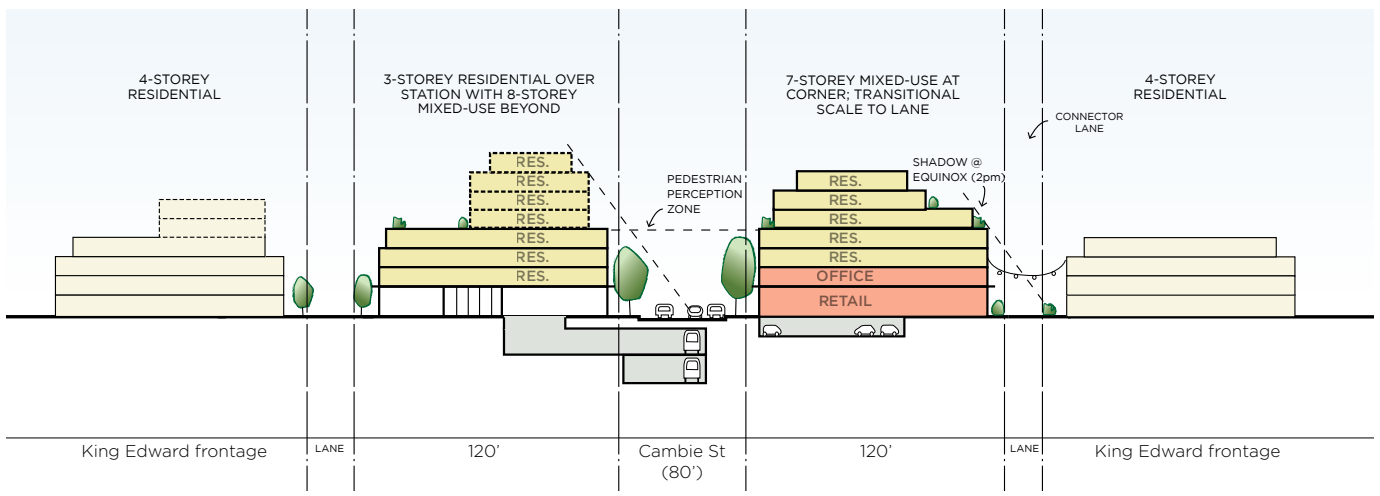 4-STOREY
RESIDENTIAL
3-STOREY RESIDENTIAL OVER
STATION WITH 8-STOREY
MIXED-USE BEYOND
7-STOREY MIXED-USE AT
CORNER; TRANSITIONAL
SCALE TO LANE
4-STOREY
RESIDENTIAL
CONNECTOR
LANE
PEDESTRIAN
PERCEPTION
ZONE
SHADOW @
EQUINOX (2pm)
RES.
RES.
RES.
RES.
RES.
RES.
RES.
RES.
RES.
RES.
RES.
RES.
OFFICE
RETAIL
King Edward frontage
LANE
120'
Cambie St
(80')
120'
LANE
King Edward frontage